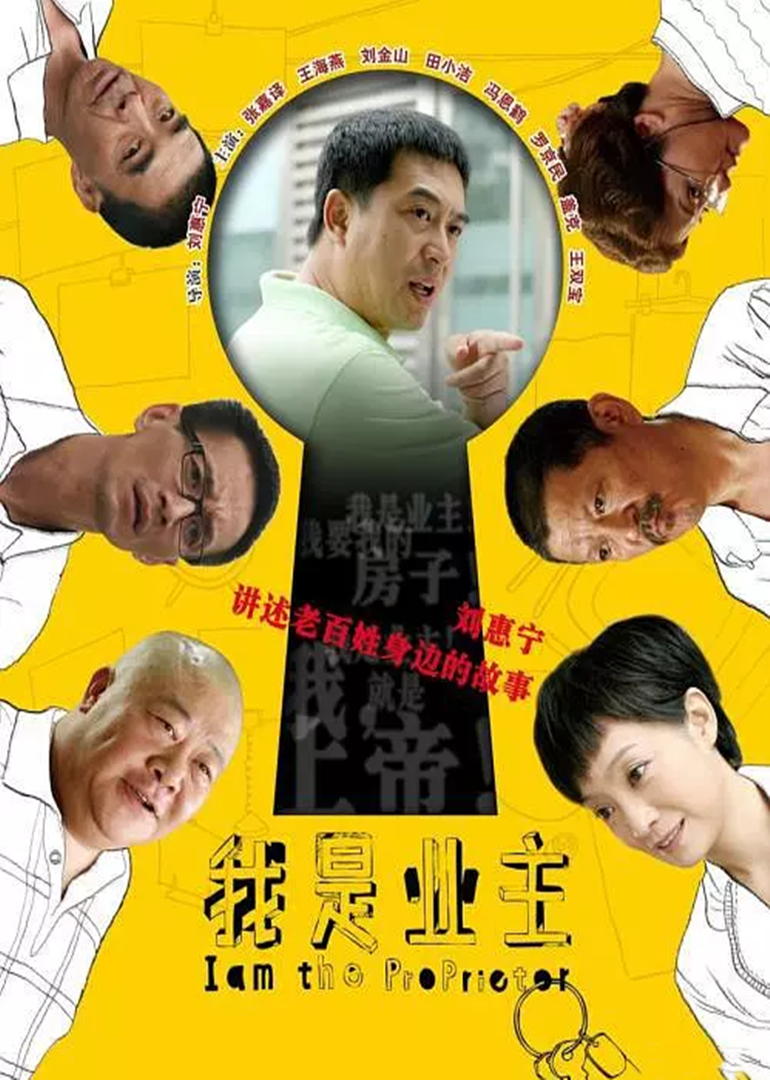 导演：刘惠宁
主演：张嘉译 王海燕 刘金山 田小洁 冯恩鹤 罗京民 盖克 王双宝
我是业主
我要我的
房子！
刘惠宁
讲述老百姓身边的故事
我
就是
上帝！
我是业主
I am the Proprietor